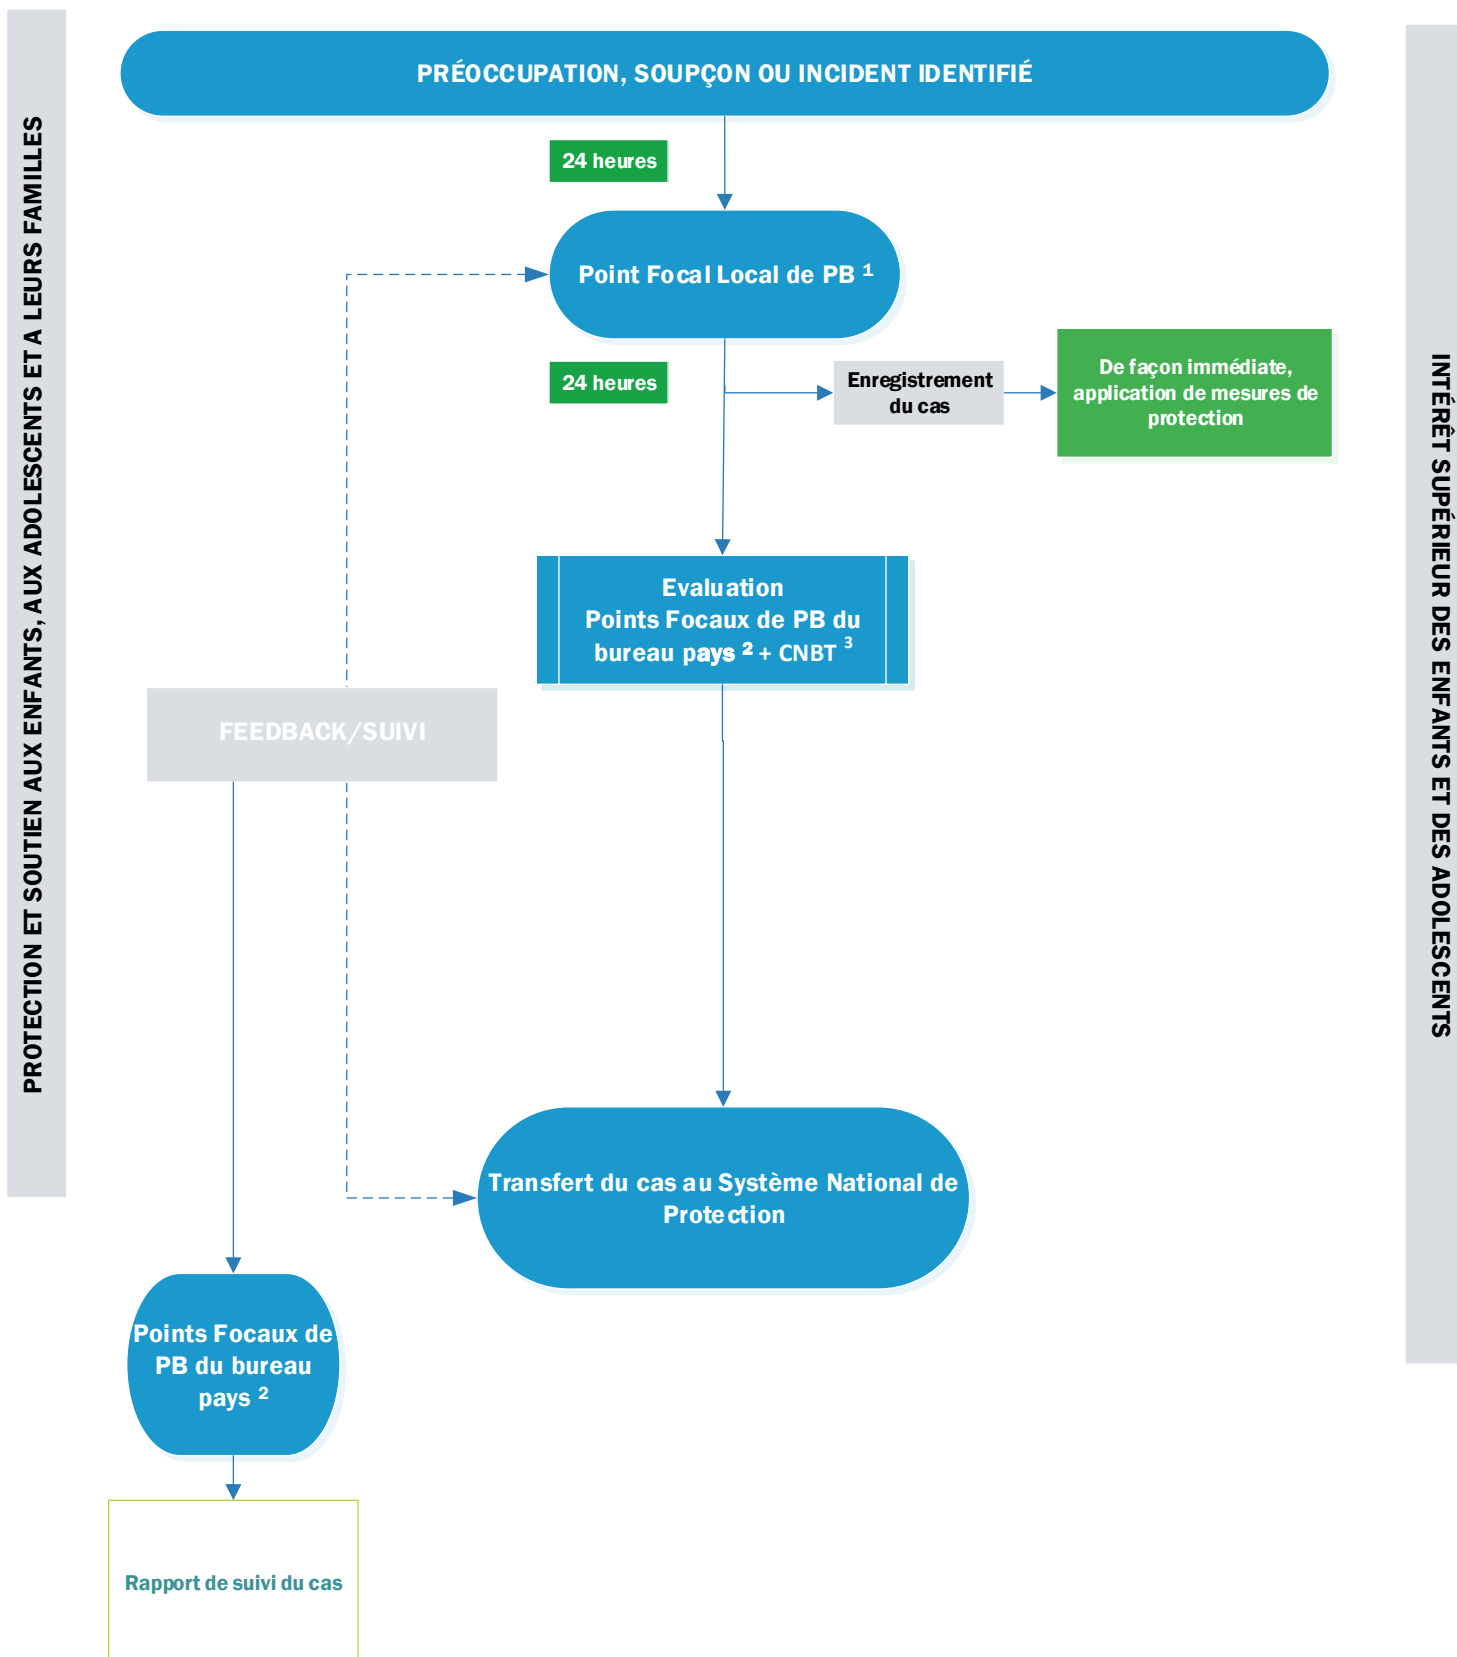 PROTECTION ET SOUTIEN AUX ENFANTS, AUX ADOLESCENTS ET A LEURS FAMILLES
PRÉOCCUPATION, SOUPÇON OU INCIDENT IDENTIFIÉ
24 heures
Point Focal Local de PB ¹
24 heures
Enregistrement
du cas
De façon immédiate,
application de mesures de
protection
Evaluation
Points Focaux de PB du
bureau pays ² + CNBT ³
FEEDBACK/SUIVI
Transfert du cas au Système National de
Protection
Points Focaux de
PB du bureau
pays ²
Rapport de suivi du cas
INTÉRÊT SUPÉRIEUR DES ENFANTS ET DES ADOLESCENTS